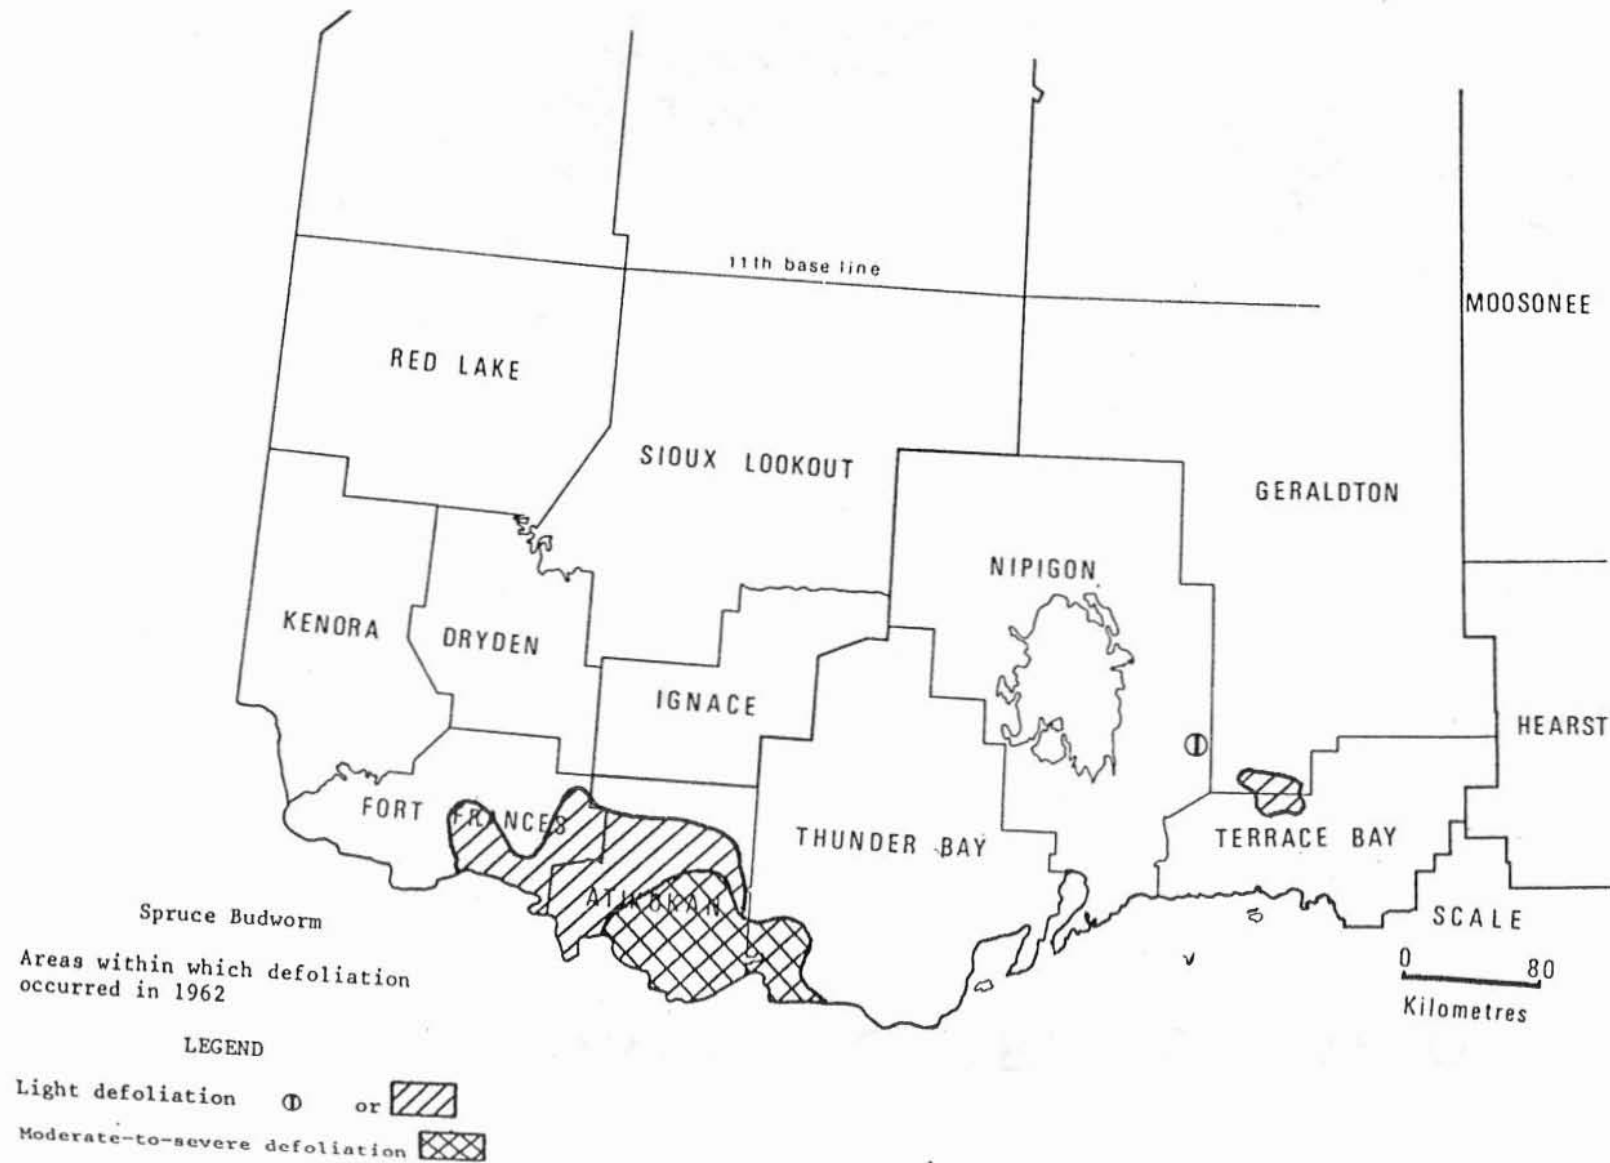 11th base line
MOOSONEE
RED LAKE
SIOUX LOOKOUT
GERALDTON
NIPIGON
KENORA
DRYDEN
IGNACE
HEARST
FORT FRANCES
THUNDER BAY
TERRACE BAY
ATIKOKAN
SCALE
0 80
Kilometres
Spruce Budworm
Areas within which defoliation
occurred in 1962
LEGEND
Light defoliation or
Moderate-to-severe defoliation